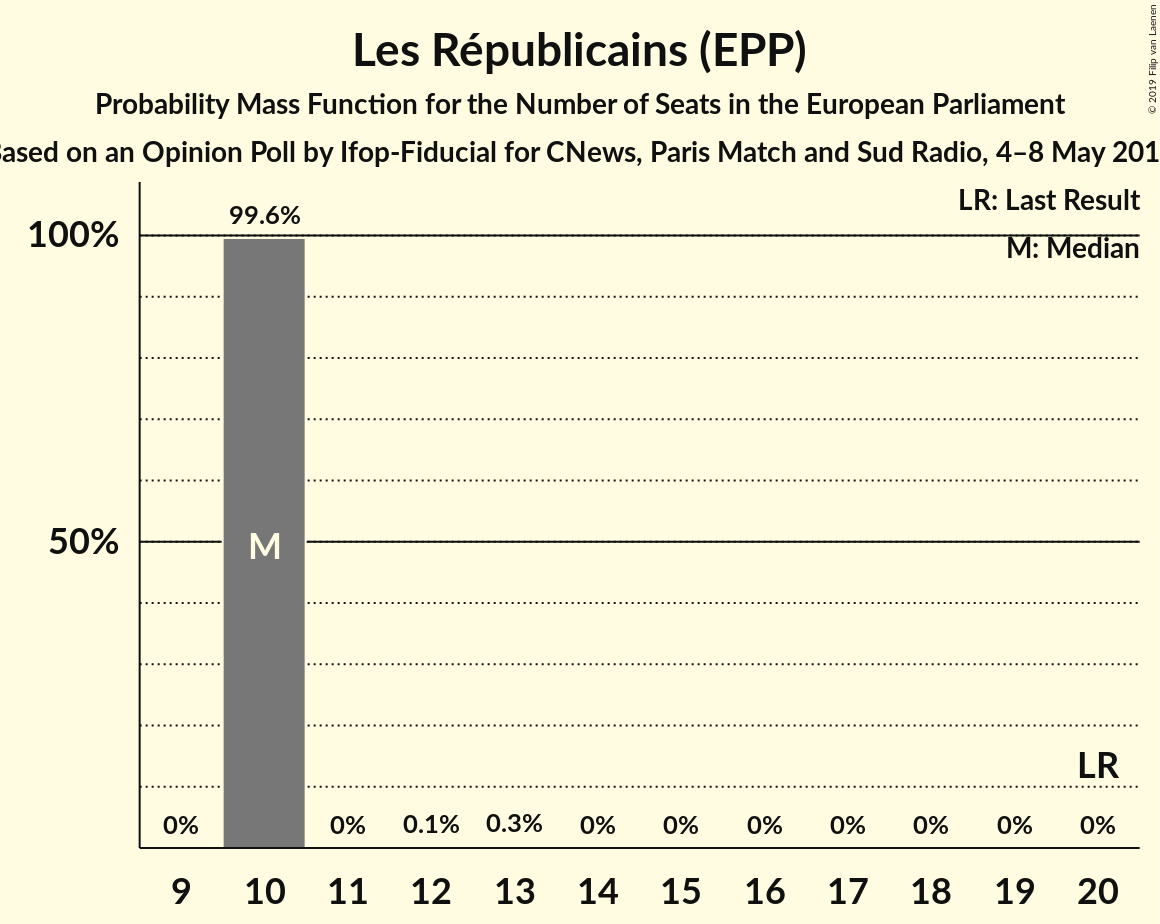 Les Républicains (EPP)
Probability Mass Function for the Number of Seats in the European Parliament
Based on an Opinion Poll by Ifop-Fiducial for CNews, Paris Match and Sud Radio, 4–8 May 201
© 2019 Filip van Laenen
LR: Last Result
M: Median
99.6%
100%
50%
M
LR
0% 0% 0.1% 0.3% 0% 0% 0% 0% 0% 0% 0%
9 10 11 12 13 14 15 16 17 18 19 20